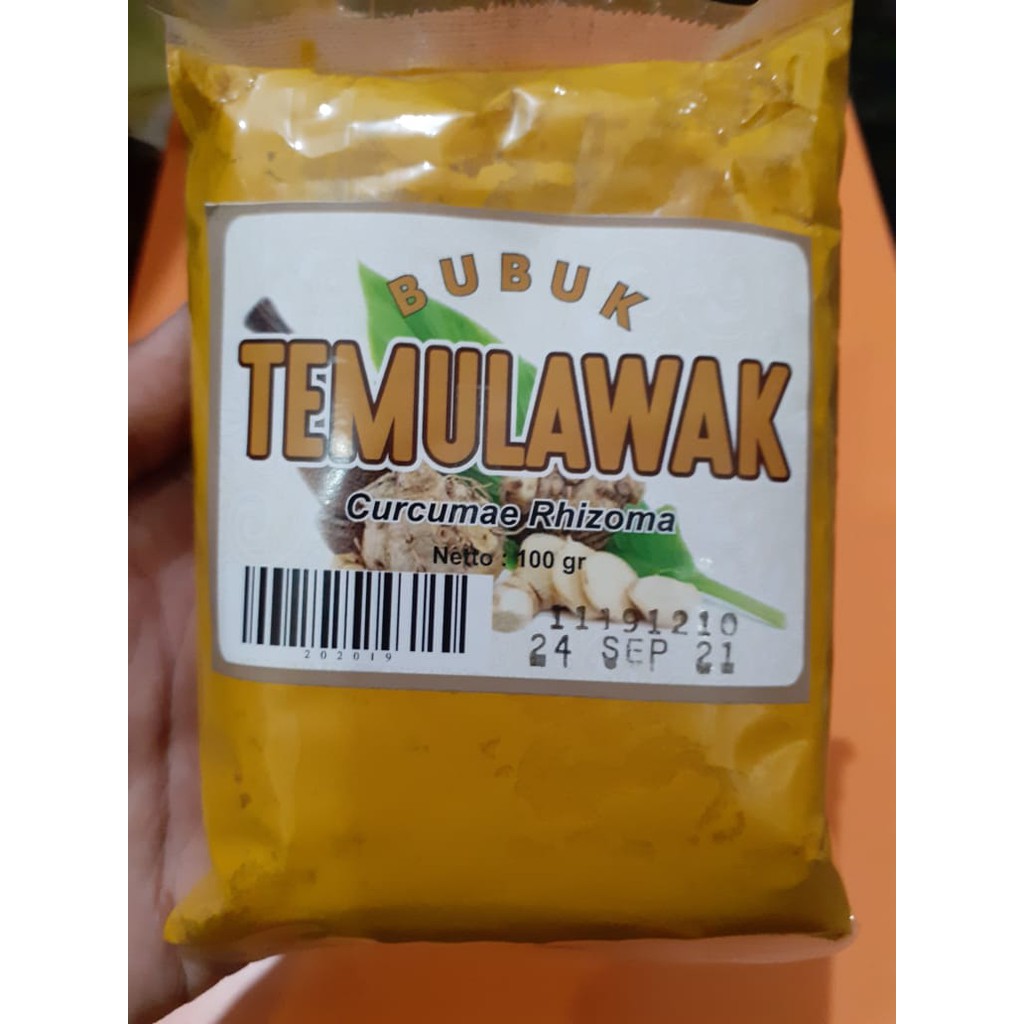 BUBUK
TEMULAWAK
Curcumae Rhizoma
Netto : 100 gr
202019
11191210
24 SEP 21